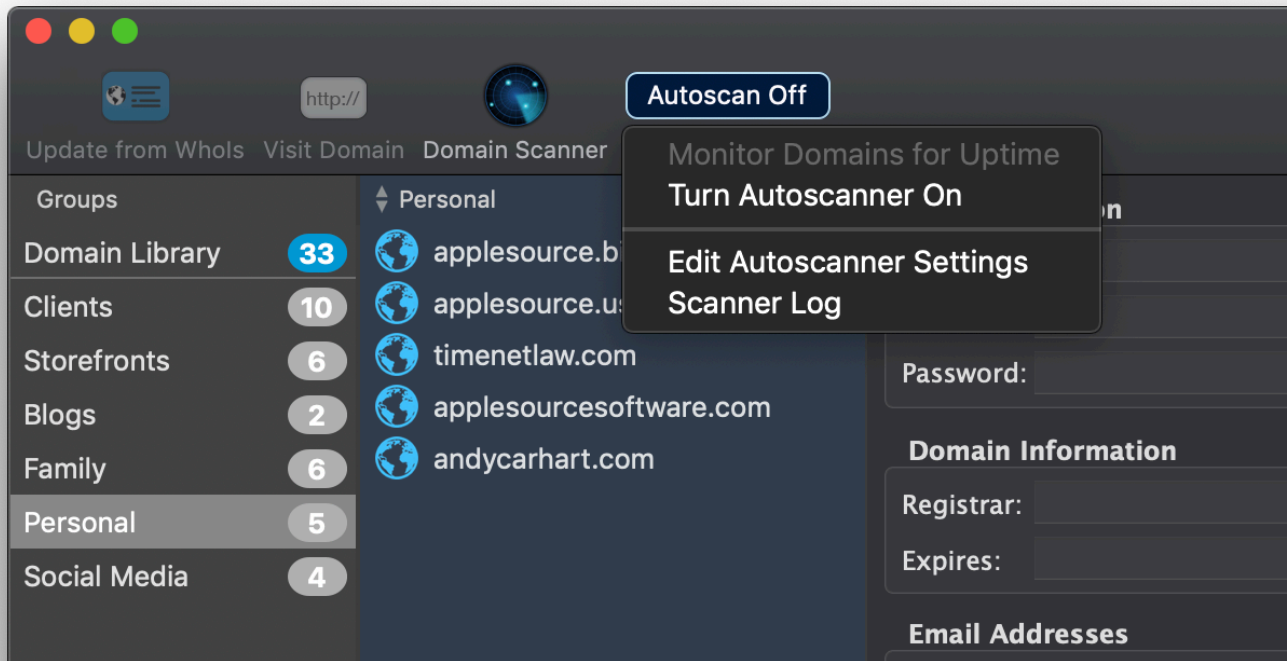 http://
Autoscan Off
Update from WhoIs
Visit Domain
Domain Scanner
Monitor Domains for Uptime
Turn Autoscanner On
Edit Autoscanner Settings
Scanner Log
Groups
Domain Library 33
Clients 10
Storefronts 6
Blogs 2
Family 6
Personal 5
Social Media 4
Personal
applesource.bi
applesource.us
timenetlaw.com
applesourcesoftware.com
andycarhart.com
on
Password:
Domain Information
Registrar:
Expires:
Email Addresses